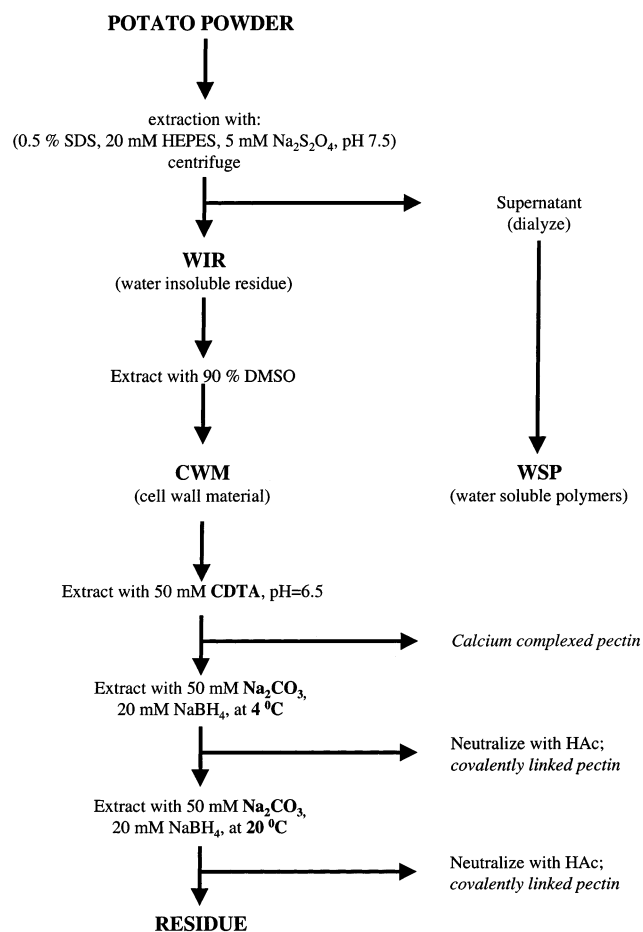 POTATO POWDER
extraction with:
(0.5 % SDS, 20 mM HEPES, 5 mM Na₂S₂O₄, pH 7.5)
centrifuge
Supernatant
(dialyze)
WIR
(water insoluble residue)
Extract with 90 % DMSO
CWM
(cell wall material)
WSP
(water soluble polymers)
Extract with 50 mM CDTA, pH=6.5
Calcium complexed pectin
Extract with 50 mM Na₂CO₃,
20 mM NaBH₄, at 4 ⁰C
Neutralize with HAc;
covalently linked pectin
Extract with 50 mM Na₂CO₃,
20 mM NaBH₄, at 20 ⁰C
Neutralize with HAc;
covalently linked pectin
RESIDUE